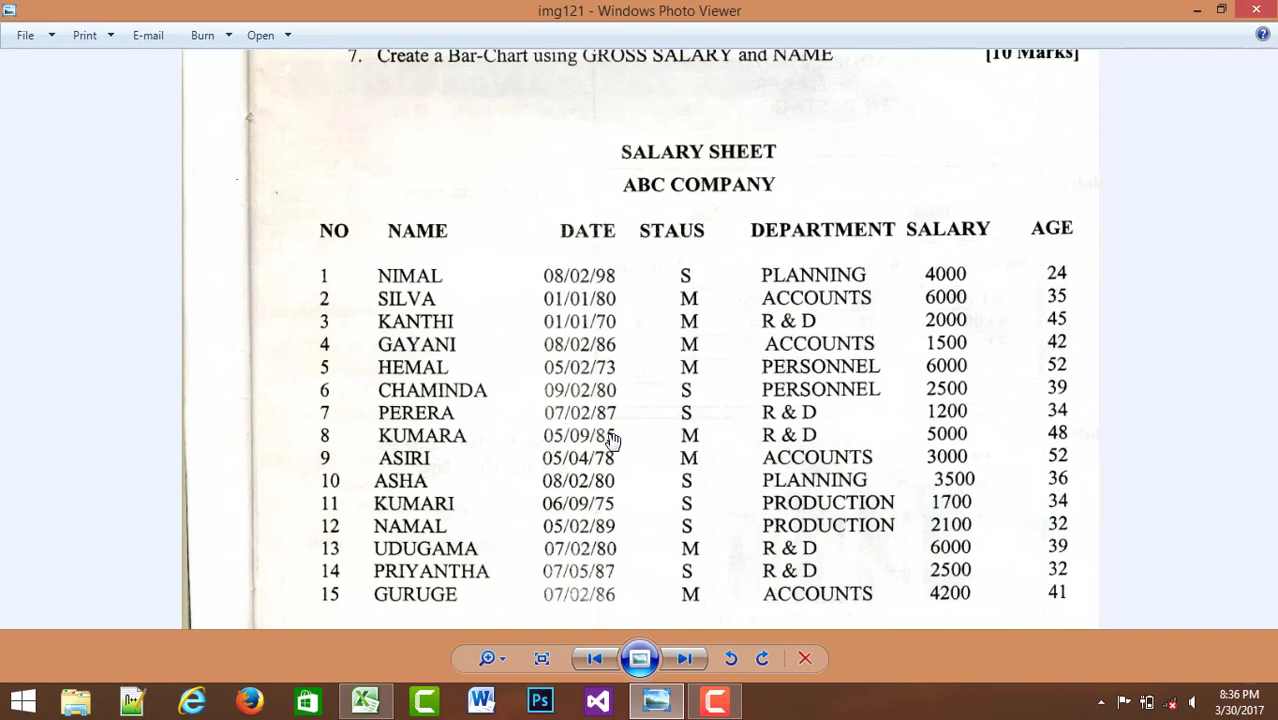 img121 - Windows Photo Viewer
File Print E-mail Burn Open
7. Create a Bar-Chart using GROSS SALARY and NAME [10 Marks]
SALARY SHEET
ABC COMPANY
NO NAME DATE STAUS DEPARTMENT SALARY AGE
1 NIMAL 08/02/98 S PLANNING 4000 24
2 SILVA 01/01/80 M ACCOUNTS 6000 35
3 KANTHI 01/01/70 M R & D 2000 45
4 GAYANI 08/02/86 M ACCOUNTS 1500 42
5 HEMAL 05/02/73 M PERSONNEL 6000 52
6 CHAMINDA 09/02/80 S PERSONNEL 2500 39
7 PERERA 07/02/87 S R & D 1200 34
8 KUMARA 05/09/85 M R & D 5000 48
9 ASIRI 05/04/78 M ACCOUNTS 3000 52
10 ASHA 08/02/80 S PLANNING 3500 36
11 KUMARI 06/09/75 S PRODUCTION 1700 34
12 NAMAL 05/02/89 S PRODUCTION 2100 32
13 UDUGAMA 07/02/80 M R & D 6000 39
14 PRIYANTHA 07/05/87 S R & D 2500 32
15 GURUGE 07/02/86 M ACCOUNTS 4200 41
8:36 PM
3/30/2017